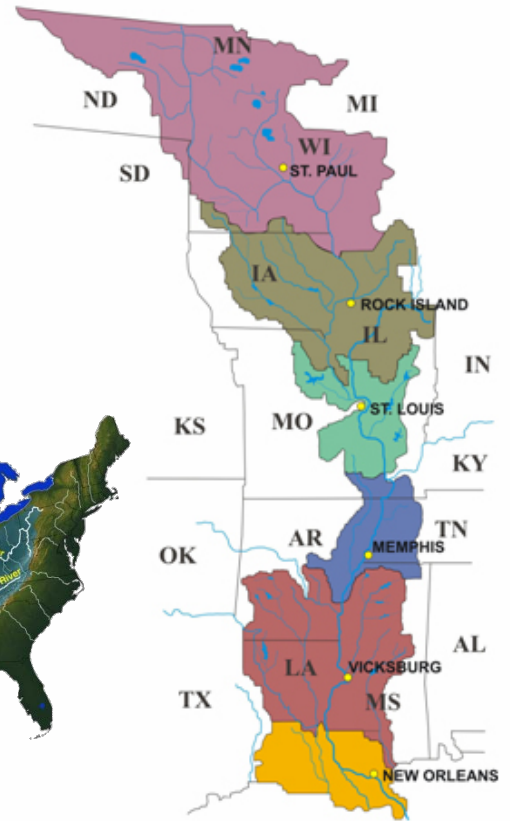 MN
ND
MI
WI
SD
ST. PAUL
IA
ROCK ISLAND
IL
IN
MO
ST. LOUIS
KS
KY
TN
AR
MEMPHIS
OK
River
AL
LA
VICKSBURG
TX
MS
NEW ORLEANS